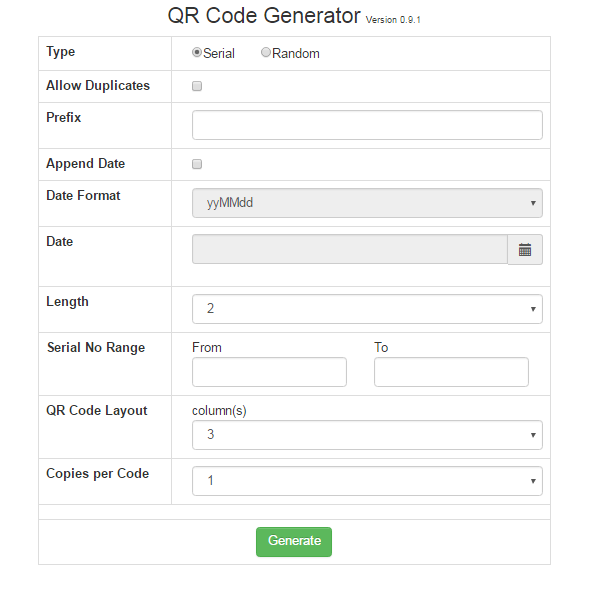 QR Code Generator Version 0.9.1
Type Serial Random
Allow Duplicates
Prefix
Append Date
Date Format yyMMdd
Date
Length 2
Serial No Range From To
QR Code Layout column(s)
3
Copies per Code 1
Generate